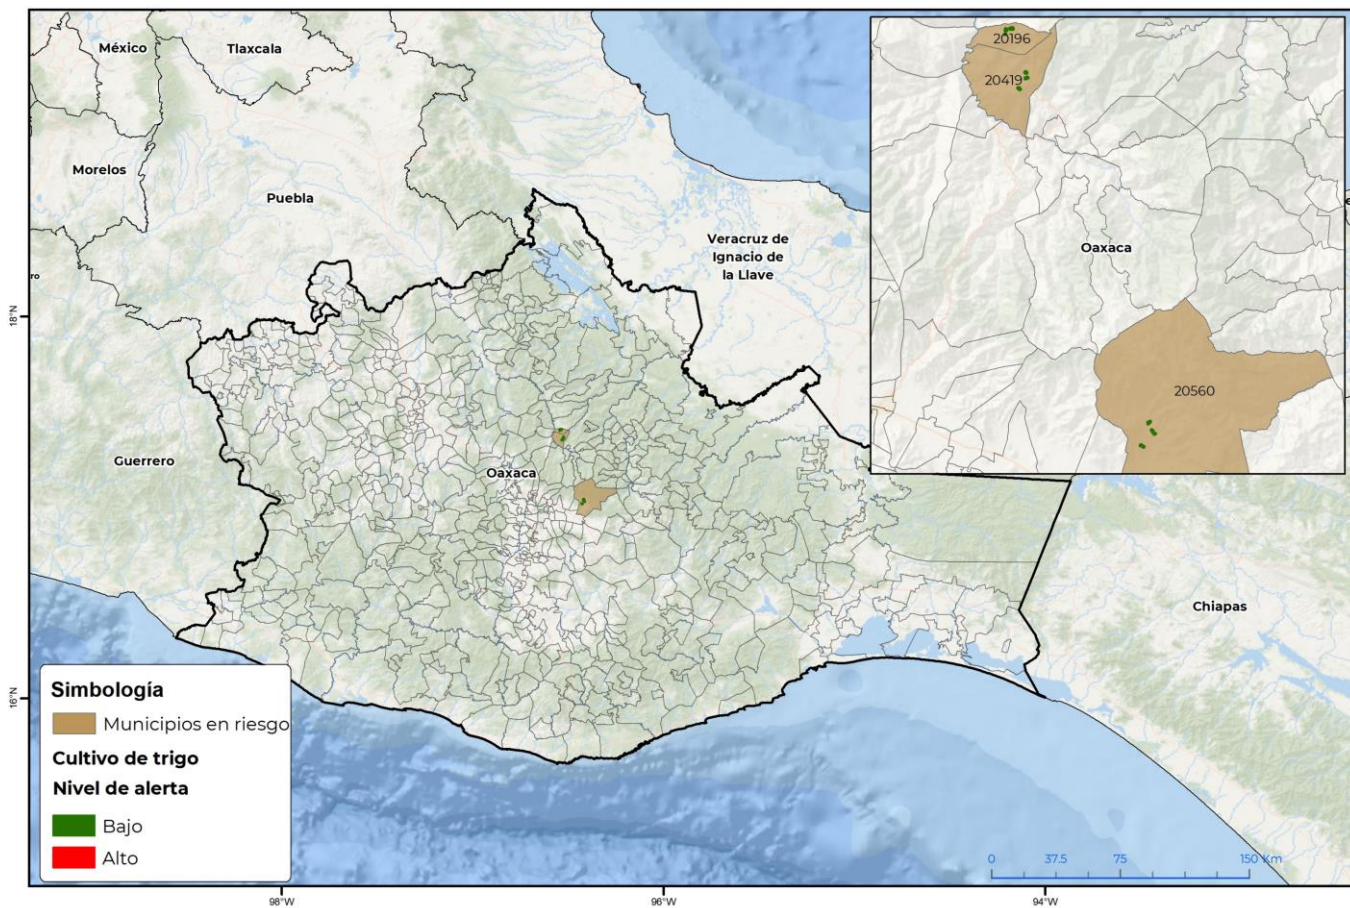 México
Tlaxcala
Morelos
Puebla
Veracruz de
Ignacio de
la Llave
Guerrero
Oaxaca
Chiapas
20196
20419
Oaxaca
20560
ro
e
18°N
16°N
98°W
96°W
94°W
Simbología
Municipios en riesgo
Cultivo de trigo
Nivel de alerta
Bajo
Alto
0 37.5 75 150 Km